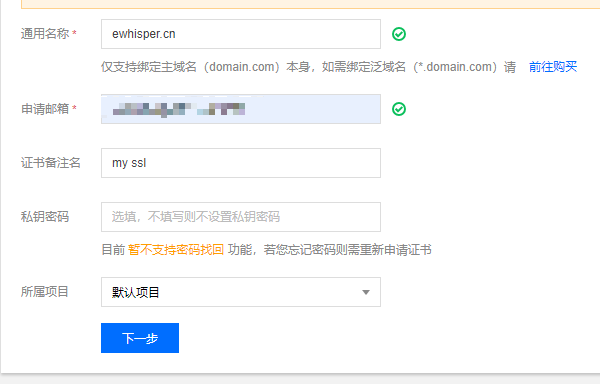 通用名称 * ewhisper.cn
仅支持绑定主域名（domain.com）本身，如需绑定泛域名（*.domain.com）请 前往购买
申请邮箱 *
证书备注名 my ssl
私钥密码 选填，不填写则不设置私钥密码
目前 暂不支持密码找回 功能，若您忘记密码则需重新申请证书
所属项目 默认项目
下一步